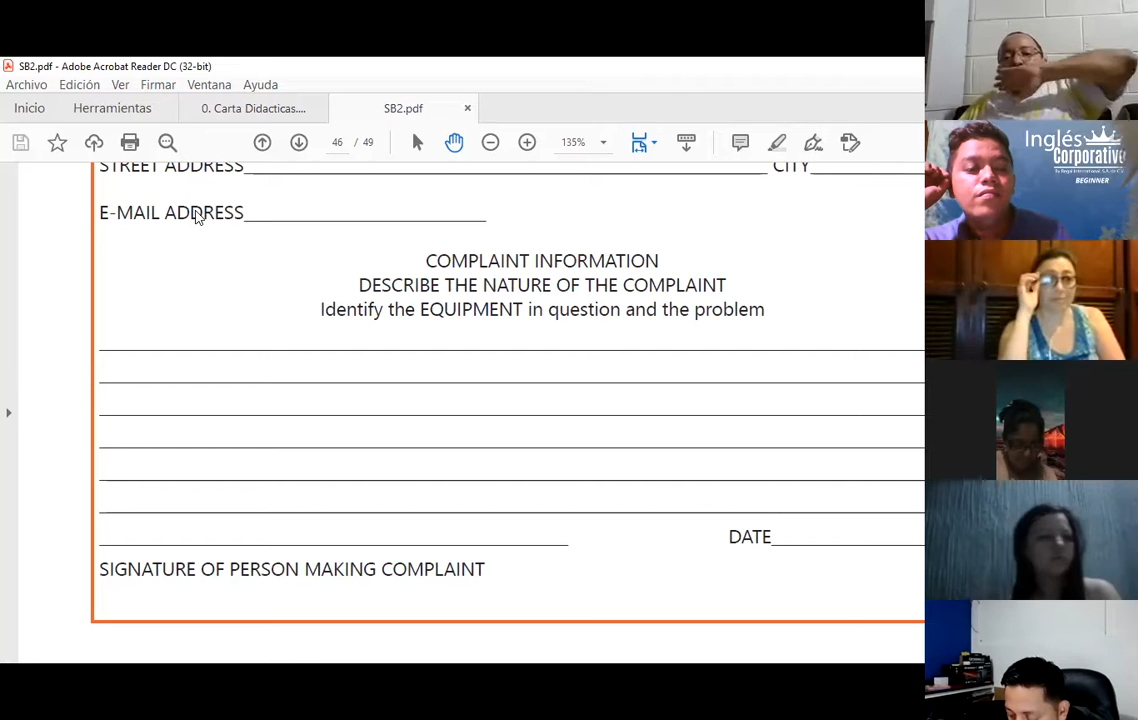 SB2.pdf - Adobe Acrobat Reader DC (32-bit)
Archivo Edición Ver Firmar Ventana Ayuda
Inicio Herramientas 0. Carta Didacticas.... SB2.pdf ×
46 / 49 135%
STREET ADDRESS CITY
E-MAIL ADDRESS
COMPLAINT INFORMATION
DESCRIBE THE NATURE OF THE COMPLAINT
Identify the EQUIPMENT in question and the problem
DATE
SIGNATURE OF PERSON MAKING COMPLAINT
Inglés
Corporativo
BEGINNER